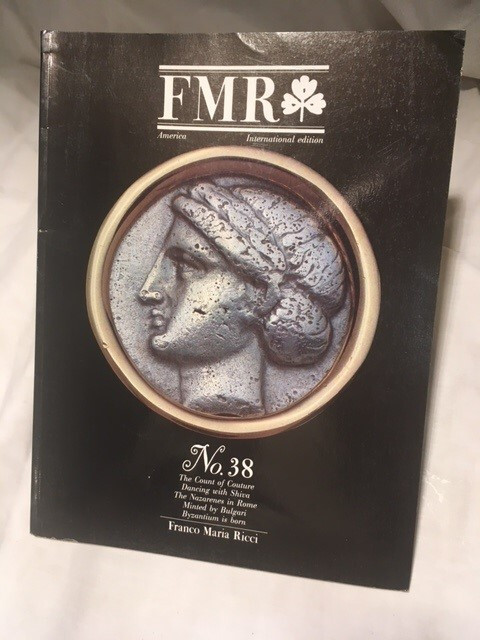 FMR
America International edition
No. 38
The Count of Couture
Dancing with Shiva
The Nazarenes in Rome
Minted by Bulgari
Byzantium is born
Franco Maria Ricci